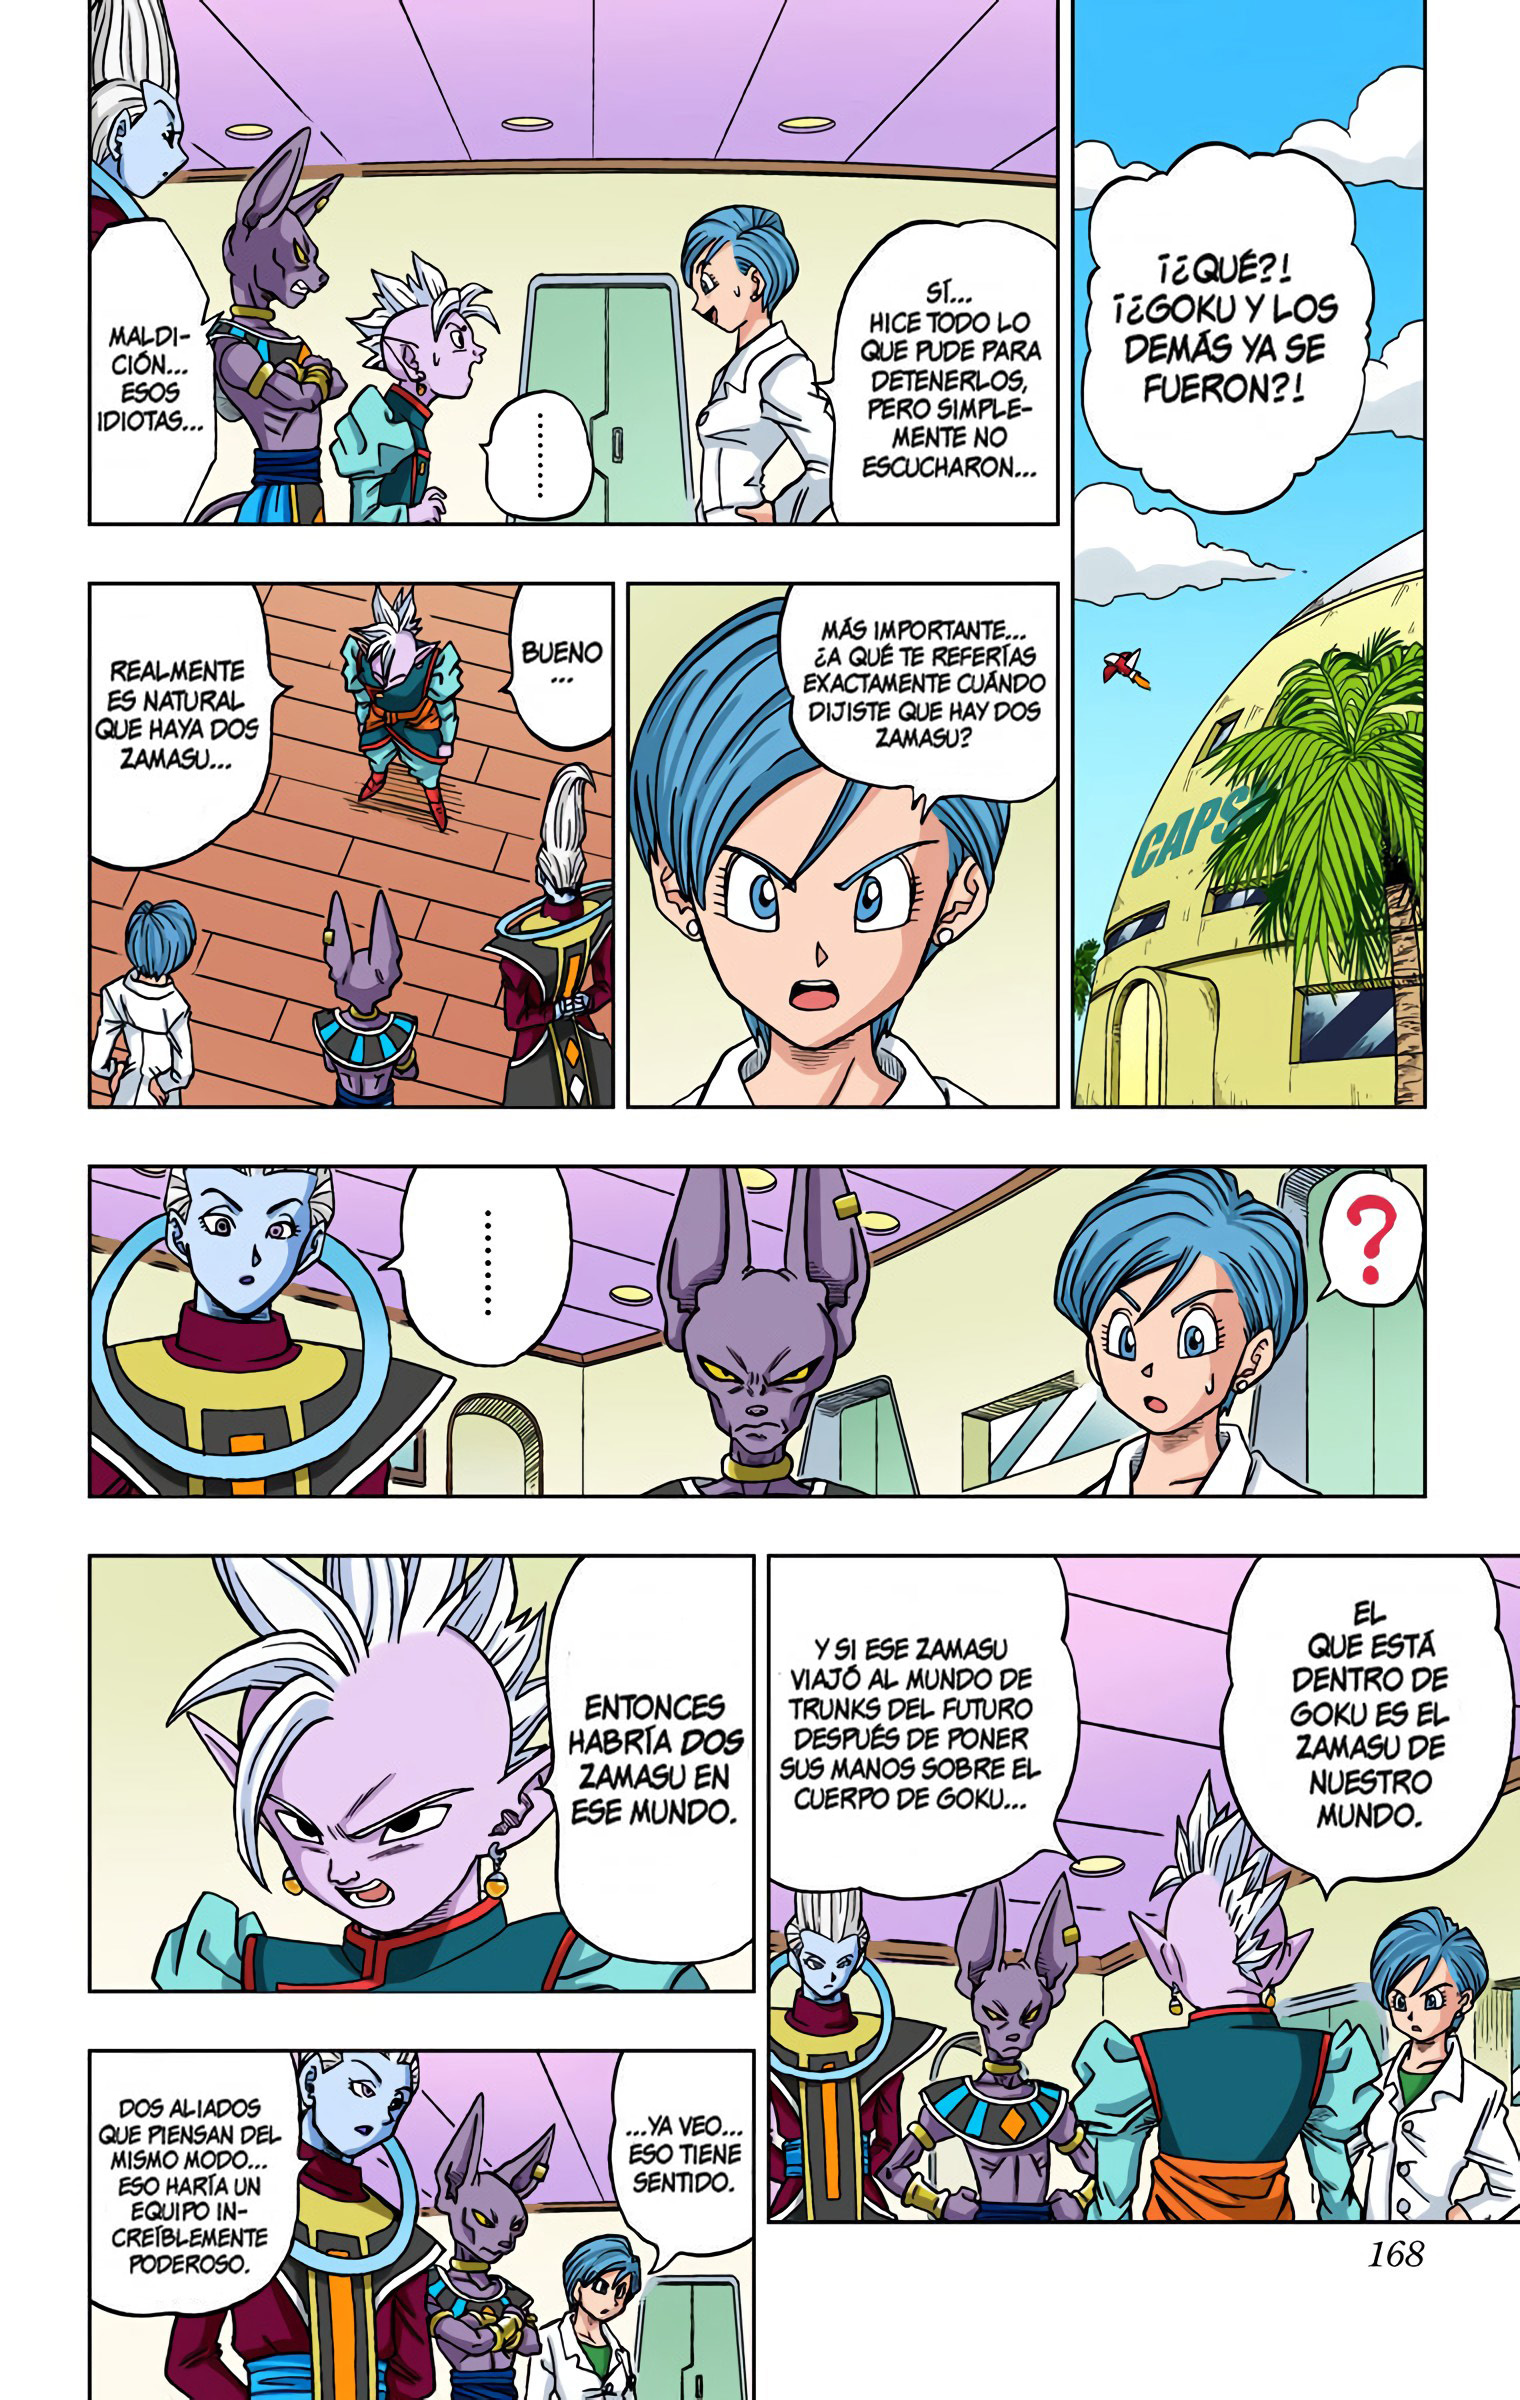 ¡¿QUÉ?!
¡¿GOKU Y LOS
DEMÁS YA SE
FUERON?!
CAPS
SÍ...
HICE TODO LO
QUE PUDE PARA
DETENERLOS,
PERO SIMPLE-
MENTE NO
ESCUCHARON...
.........
MALDI-
CIÓN...
ESOS
IDIOTAS...
MÁS IMPORTANTE...
¿A QUÉ TE REFERÍAS
EXACTAMENTE CUÁNDO
DIJISTE QUE HAY DOS
ZAMASU?
BUENO
...
REALMENTE
ES NATURAL
QUE HAYA DOS
ZAMASU...
?
.........
EL
QUE ESTÁ
DENTRO DE
GOKU ES EL
ZAMASU DE
NUESTRO
MUNDO.
Y SI ESE ZAMASU
VIAJÓ AL MUNDO DE
TRUNKS DEL FUTURO
DESPUÉS DE PONER
SUS MANOS SOBRE EL
CUERPO DE GOKU...
ENTONCES
HABRÍA DOS
ZAMASU EN
ESE MUNDO.
...YA VEO...
ESO TIENE
SENTIDO.
DOS ALIADOS
QUE PIENSAN DEL
MISMO MODO...
ESO HARÍA UN
EQUIPO IN-
CREÍBLEMENTE
PODEROSO.
168